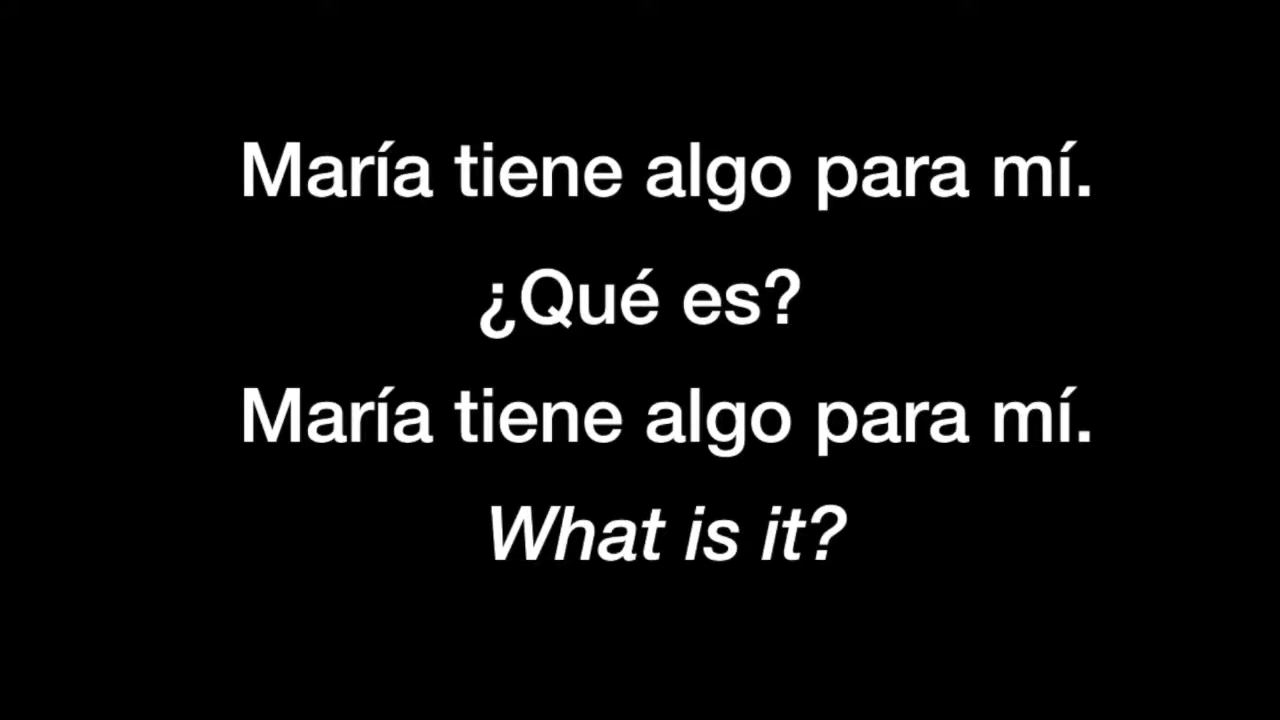 María tiene algo para mí.
¿Qué es?
María tiene algo para mí.
What is it?